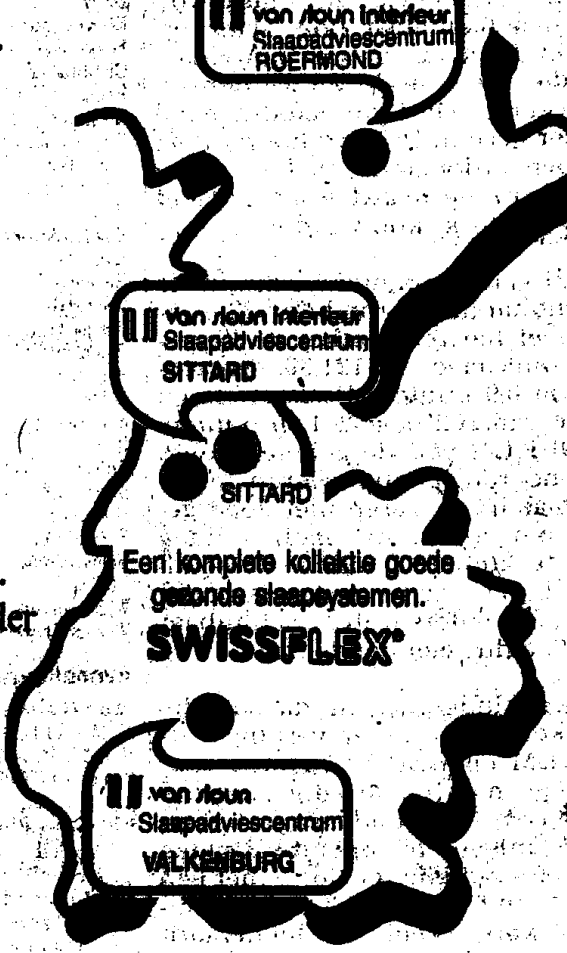 van sloun interieur
Slaapadviescentrum
ROERMOND
van sloun interieur
Slaapadviescentrum
SITTARD
SITTARD
Een komplete kollektie goede
gezonde slaapsystemen.
SWISSFLEX®
van sloun
Slaapadviescentrum
VALKENBURG